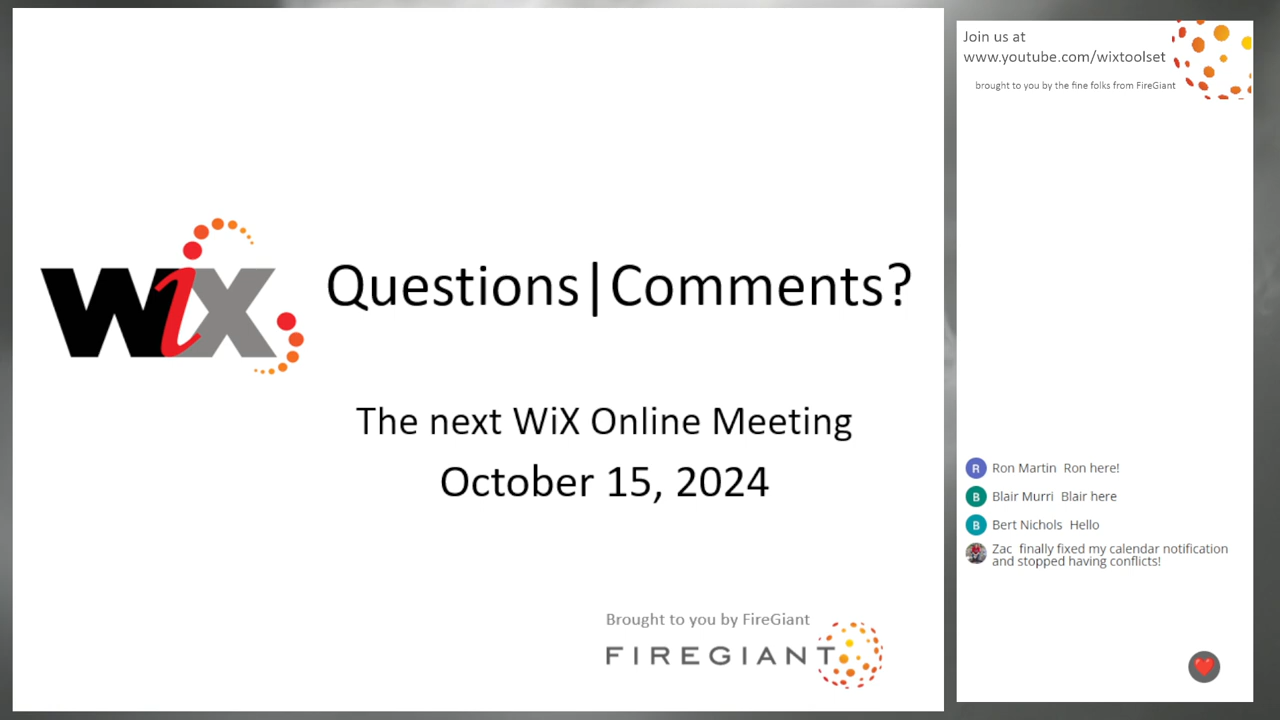 WiX
Questions|Comments?
The next WiX Online Meeting
October 15, 2024
Brought to you by FireGiant
FIREGIANT
Join us at
www.youtube.com/wixtoolset
brought to you by the fine folks from FireGiant
R Ron Martin Ron here!
B Blair Murri Blair here
B Bert Nichols Hello
Zac finally fixed my calendar notification
and stopped having conflicts!